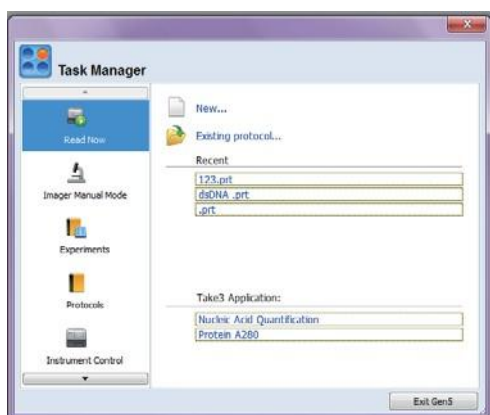 Task Manager
Read Now
Imager Manual Mode
Experiments
Protocols
Instrument Control
New...
Existing protocol...
Recent
123.prt
dsDNA .prt
.prt
Take3 Application:
Nucleic Acid Quantification
Protein A280
Exit Gen5